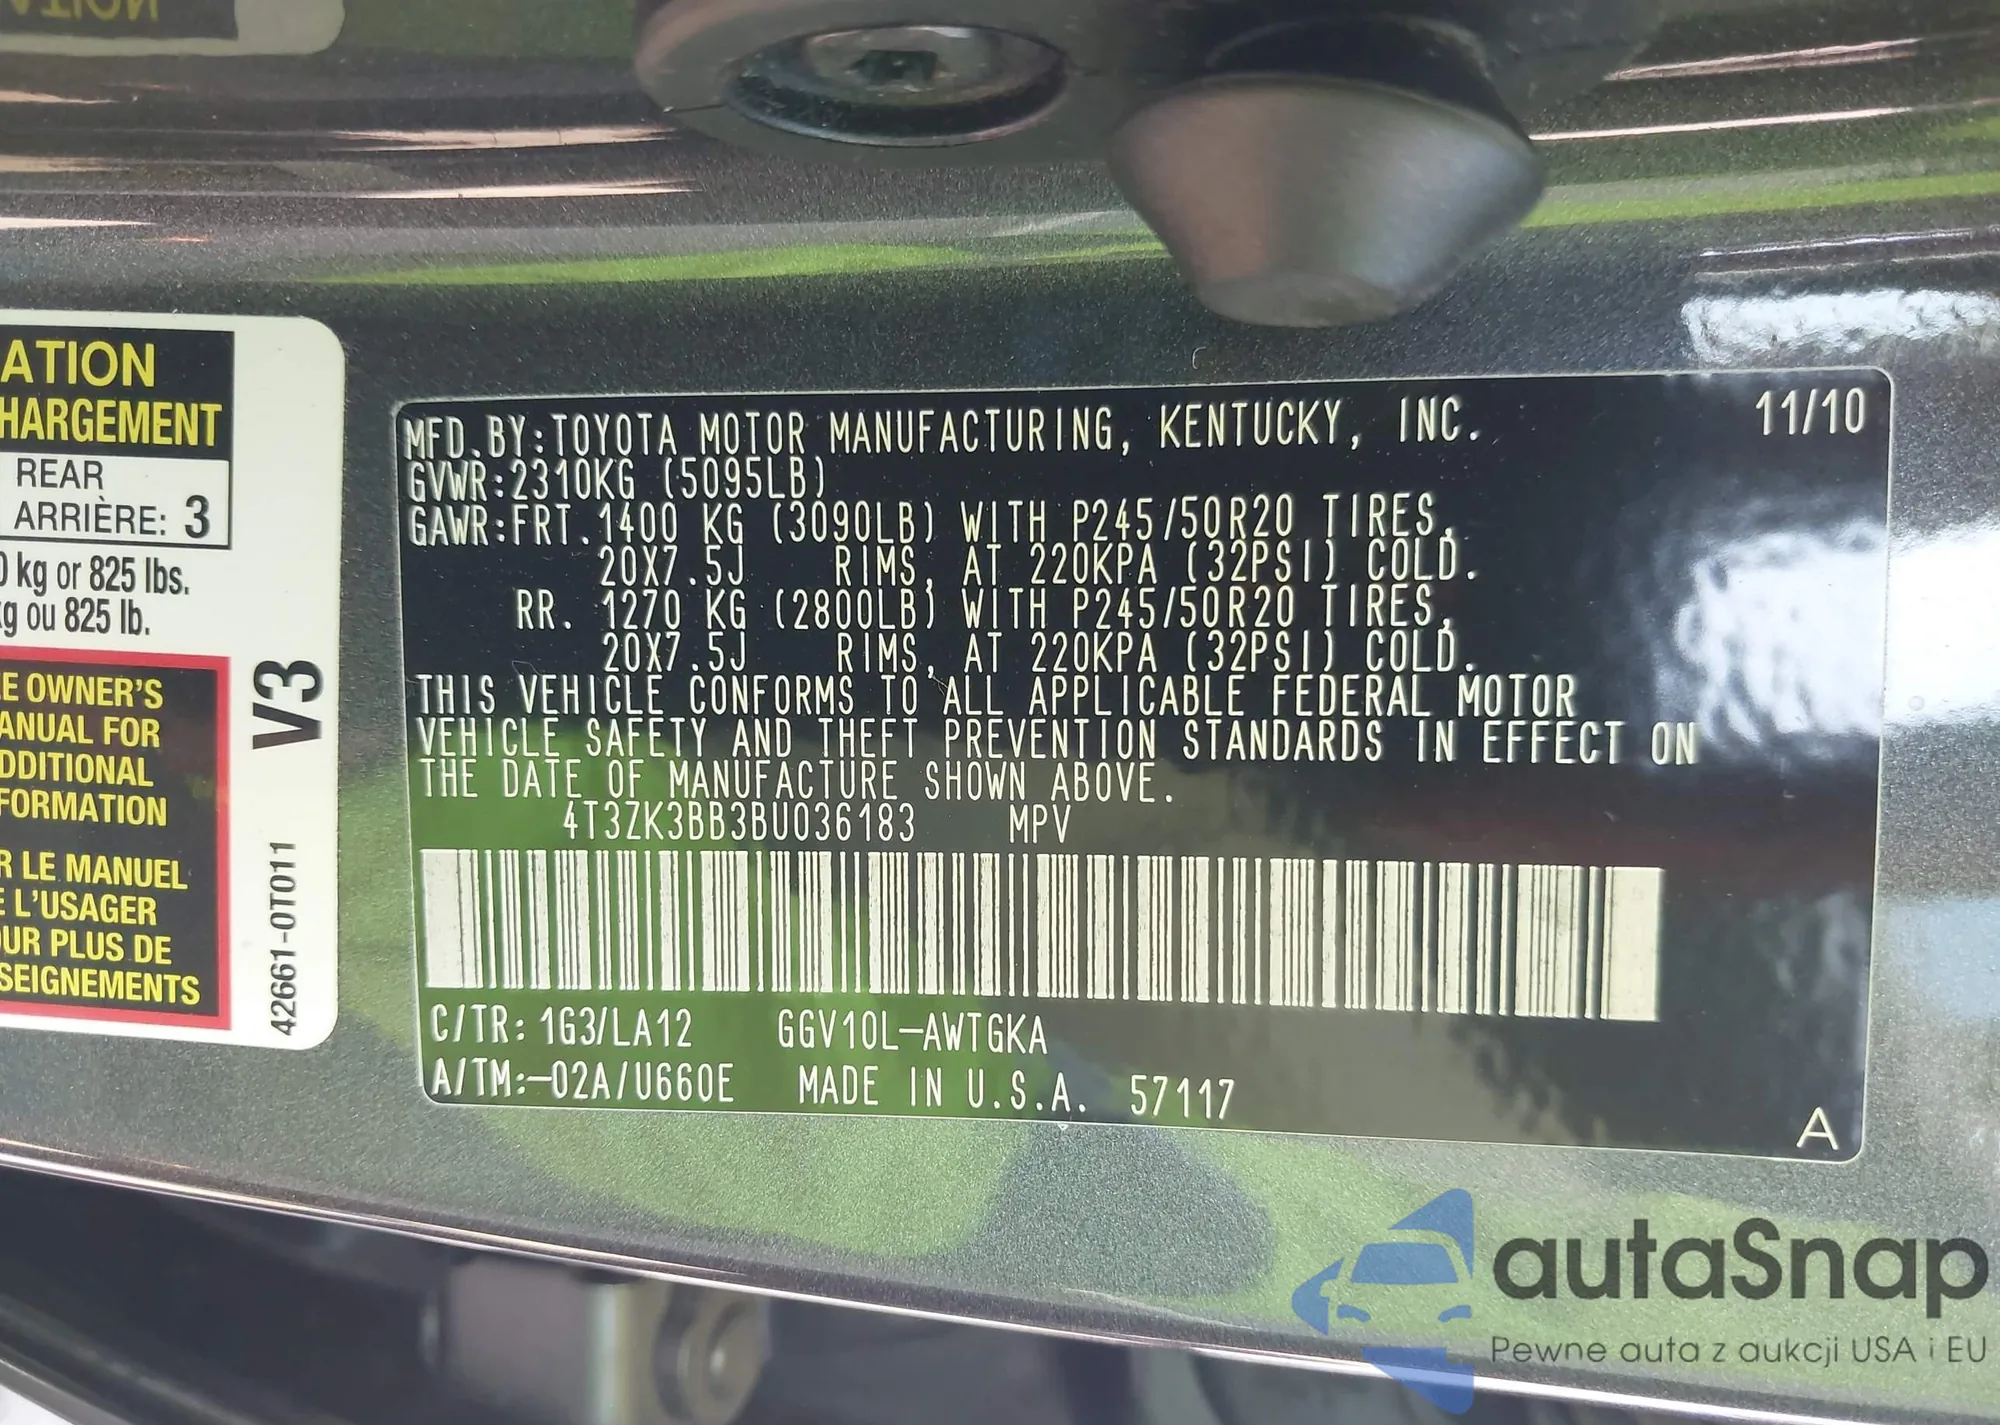 ATION
HARGEMENT
REAR
ARRIÈRE: 3
0 kg or 825 lbs.
kg ou 825 lb.
E OWNER'S
ANUAL FOR
DDITIONAL
FORMATION
R LE MANUEL
E L'USAGER
OUR PLUS DE
SEIGNEMENTS
V3
42661-0T011
MFD.BY:TOYOTA MOTOR MANUFACTURING, KENTUCKY, INC. 11/10
GVWR:2310KG (5095LB)
GAWR:FRT.1400 KG (3090LB) WITH P245/50R20 TIRES,
20X7.5J RIMS, AT 220KPA (32PSI) COLD.
RR. 1270 KG (2800LB) WITH P245/50R20 TIRES,
20X7.5J RIMS, AT 220KPA (32PSI) COLD.
THIS VEHICLE CONFORMS TO ALL APPLICABLE FEDERAL MOTOR
VEHICLE SAFETY AND THEFT PREVENTION STANDARDS IN EFFECT ON
THE DATE OF MANUFACTURE SHOWN ABOVE.
4T3ZK3BB3BU036183 MPV
C/TR: 1G3/LA12 GGV10L-AWTGKA
A/TM:-02A/U660E MADE IN U.S.A. 57117
A
autaSnap
Pewne auta z aukcji USA i EU